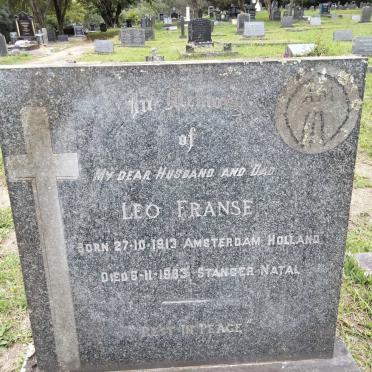 In Memory
of
My dear Husband and Dad
Leo Franse
Born 27-10-1913 Amsterdam Holland
Died 6-11-1963 Stanger Natal
"Rest in Peace"